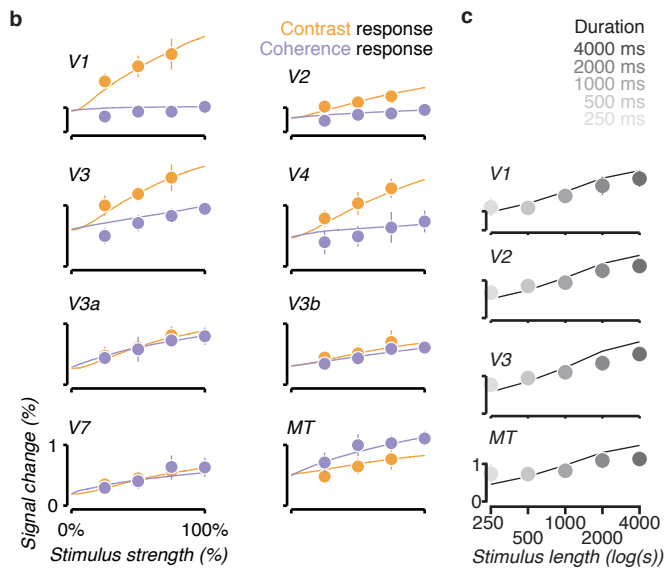 b
Contrast response
Coherence response
V1
V2
V3
V4
V3a
V3b
V7
MT
Signal change (%)
1
0
0%
100%
Stimulus strength (%)
c
Duration
4000 ms
2000 ms
1000 ms
500 ms
250 ms
V1
V2
V3
MT
1
0
250
500
1000
2000
4000
Stimulus length (log(s))